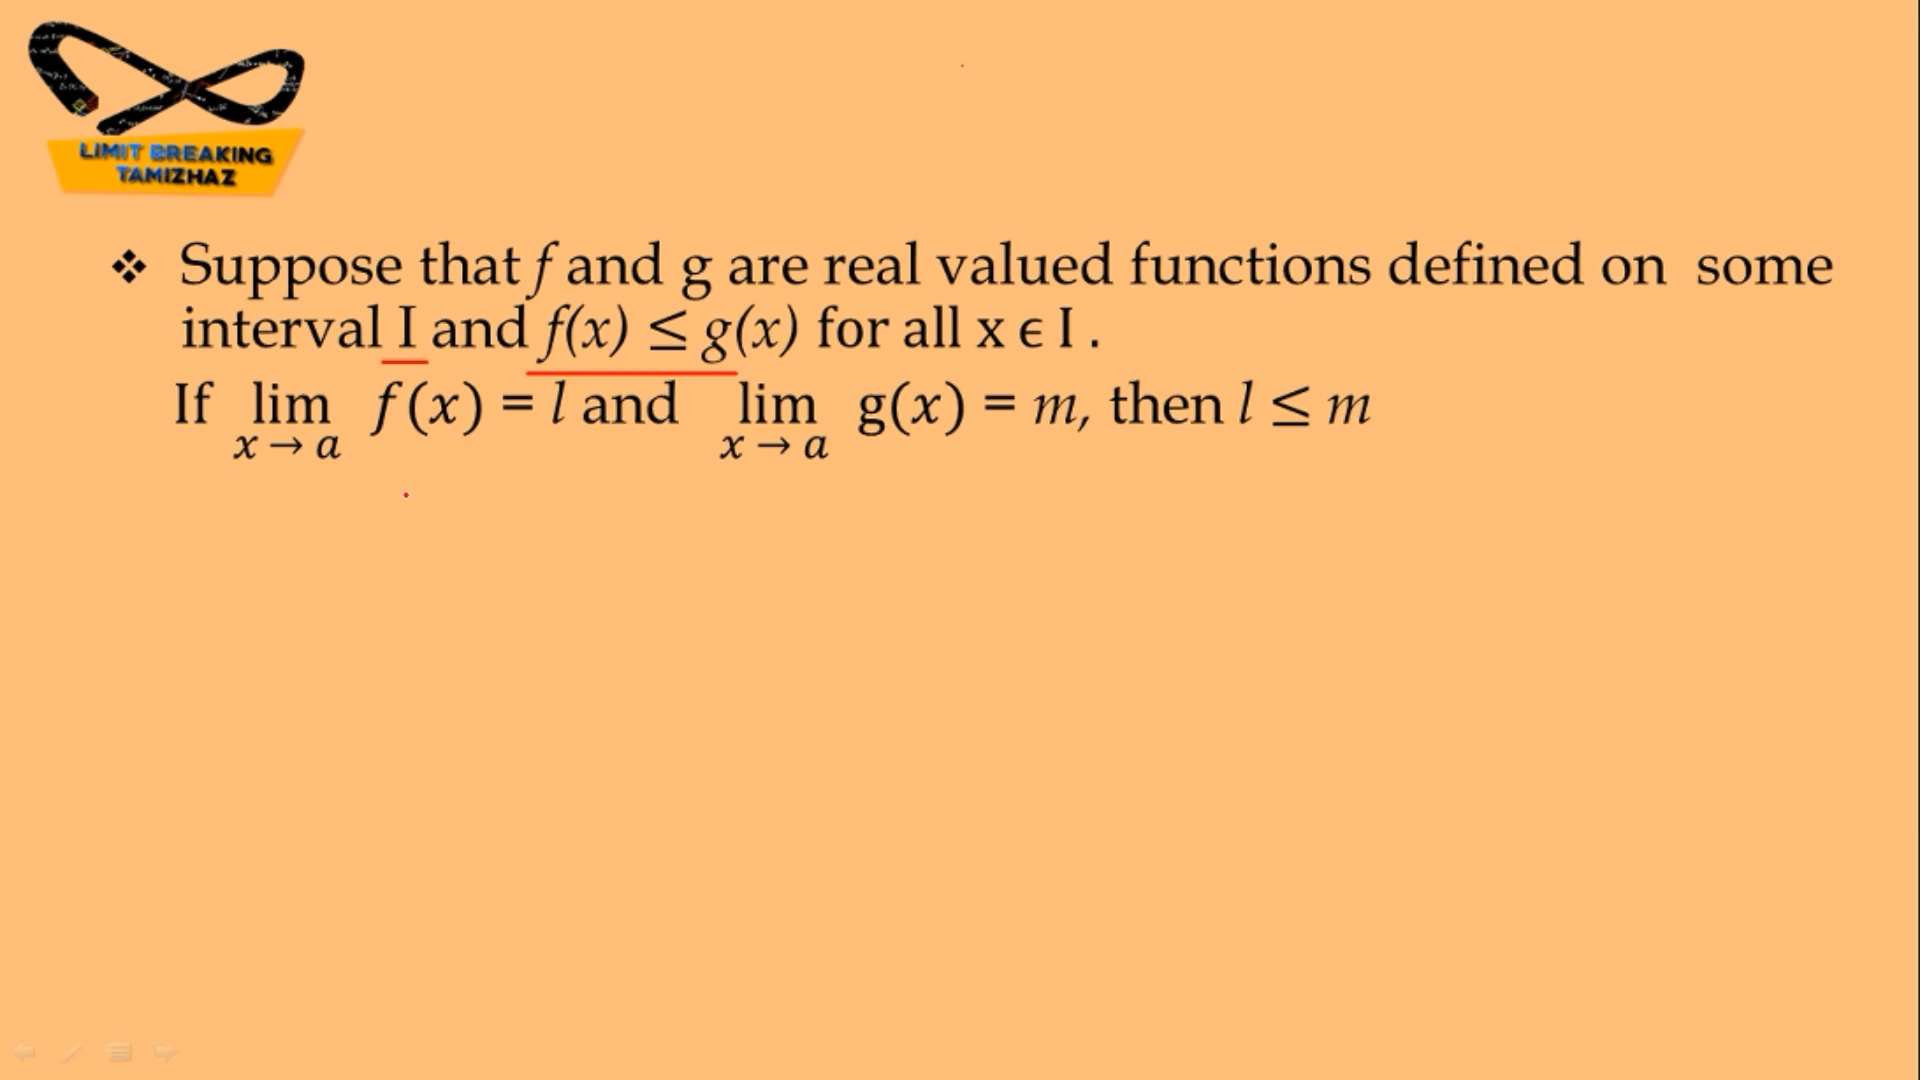 LIMIT BREAKING
TAMIZHAZ
❖ Suppose that f and g are real valued functions defined on some
interval I and f(x) ≤ g(x) for all x ϵ I .
If lim f(x) = l and lim g(x) = m, then l ≤ m
x → a x → a